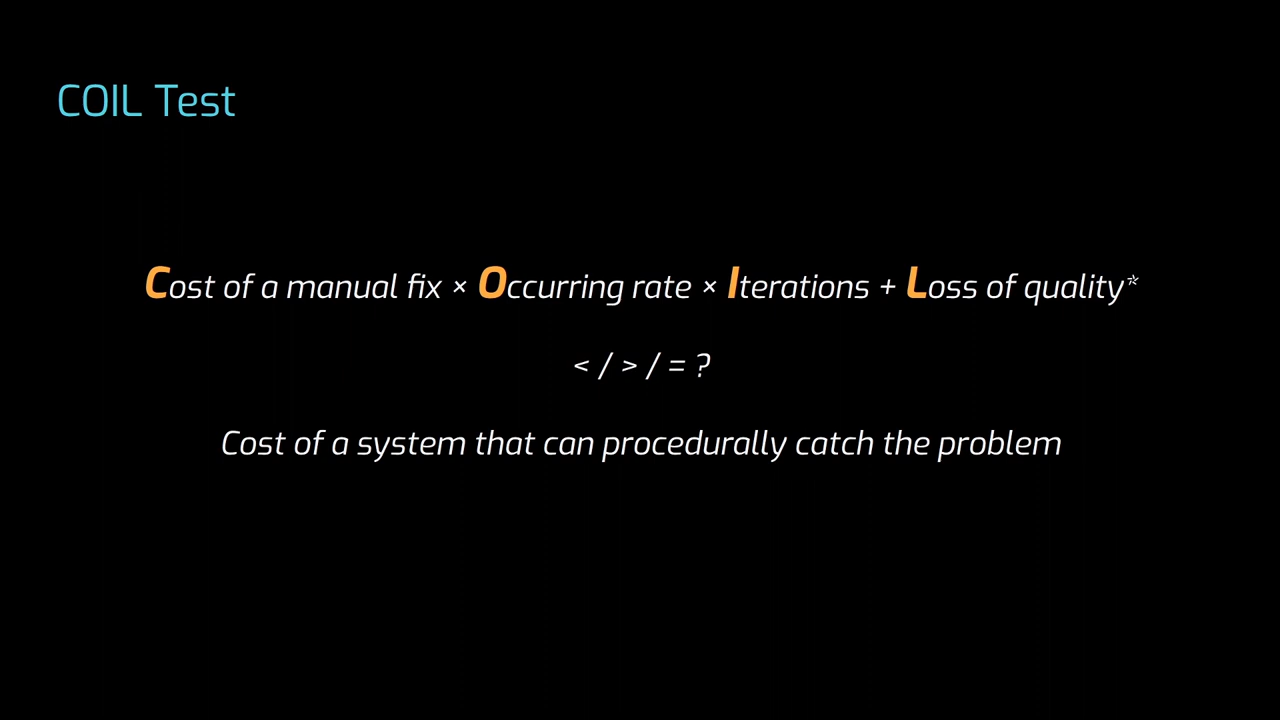 COIL Test
Cost of a manual fix × Occurring rate × Iterations + Loss of quality*
< / > / = ?
Cost of a system that can procedurally catch the problem